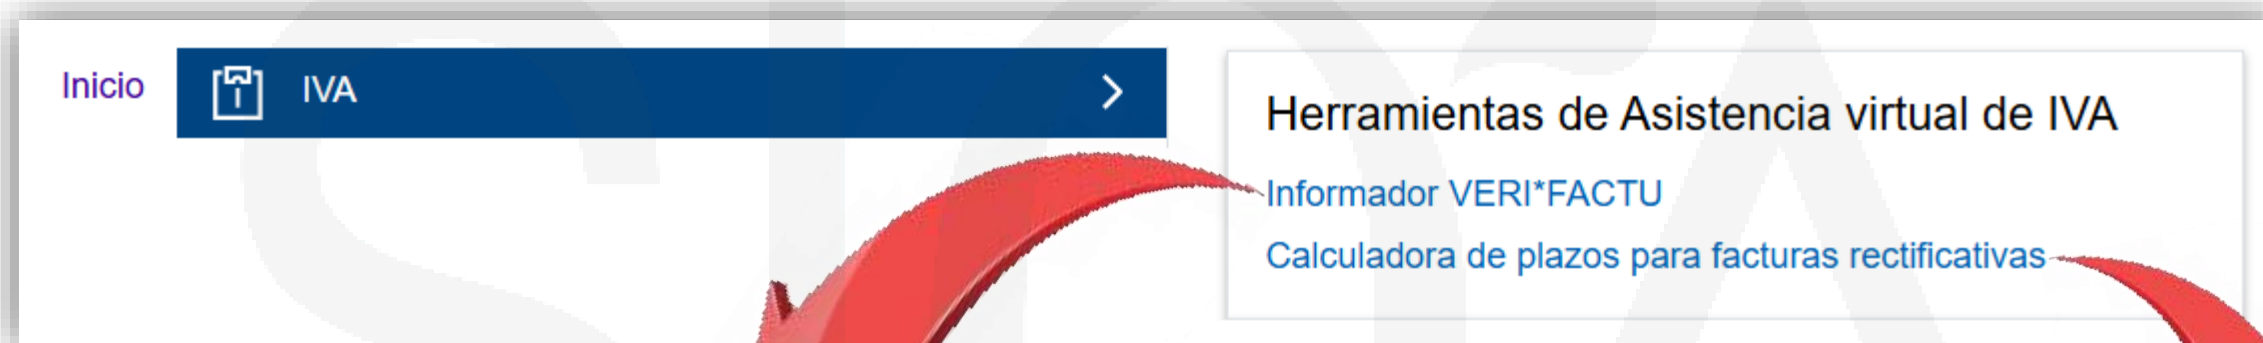 Inicio
IVA
Herramientas de Asistencia virtual de IVA
Informador VERI*FACTU
Calculadora de plazos para facturas rectificativas